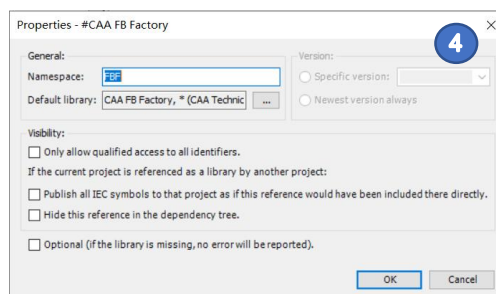 Properties - #CAA FB Factory
4
General:
Namespace: FBF
Default library: CAA FB Factory, * (CAA Technic ...
Version:
Specific version:
Newest version always
Visibility:
Only allow qualified access to all identifiers.
If the current project is referenced as a library by another project:
Publish all IEC symbols to that project as if this reference would have been included there directly.
Hide this reference in the dependency tree.
Optional (if the library is missing, no error will be reported).
OK Cancel